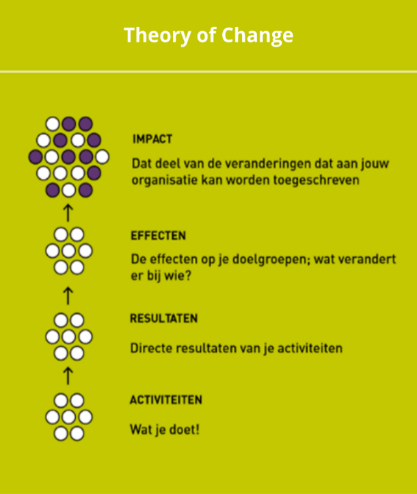 Theory of Change
IMPACT
Dat deel van de veranderingen dat aan jouw
organisatie kan worden toegeschreven
EFFECTEN
De effecten op je doelgroepen; wat verandert
er bij wie?
RESULTATEN
Directe resultaten van je activiteiten
ACTIVITEITEN
Wat je doet!